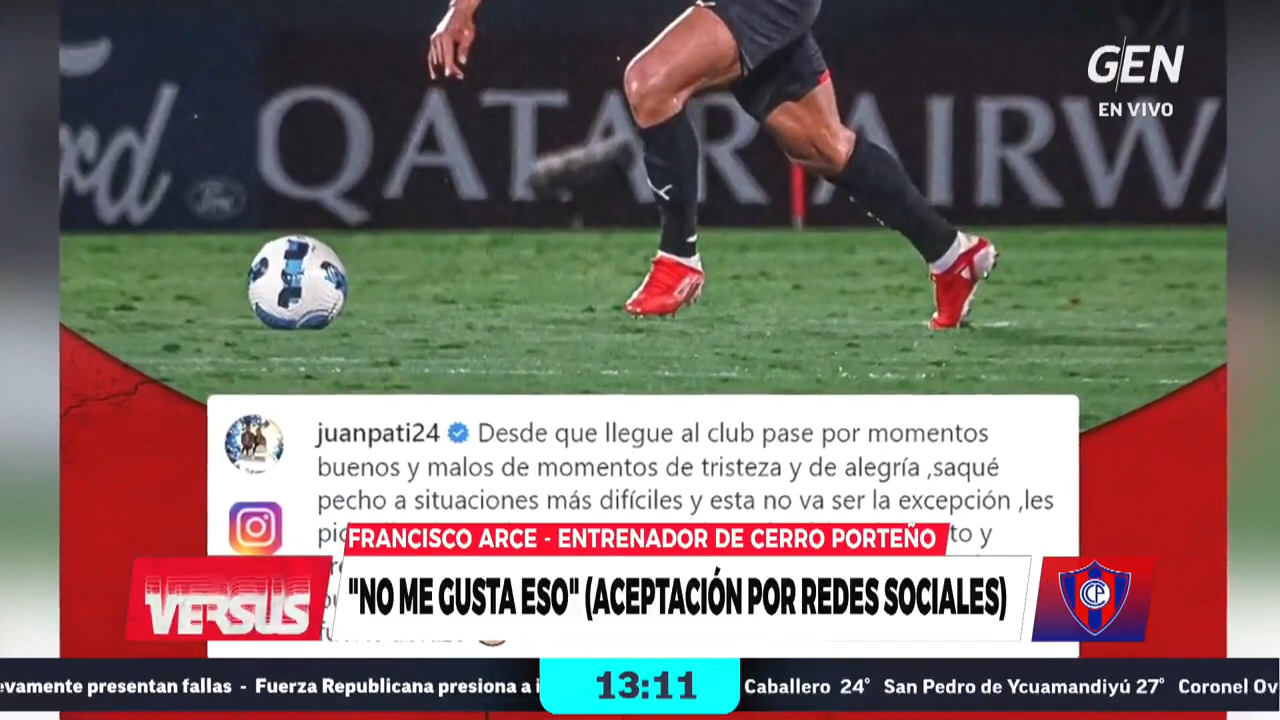 GEN
EN VIVO
Ford
QATAR AIRWA
juanpati24 Desde que llegue al club pase por momentos
buenos y malos de momentos de tristeza y de alegría ,saqué
pecho a situaciones más difíciles y esta no va ser la excepción ,les
FRANCISCO ARCE - ENTRENADOR DE CERRO PORTEÑO
VERSUS
"NO ME GUSTA ESO" (ACEPTACIÓN POR REDES SOCIALES)
evamente presentan fallas - Fuerza Republicana presiona a i
13:11
Caballero 24° San Pedro de Ycuamandiyú 27° Coronel Ov